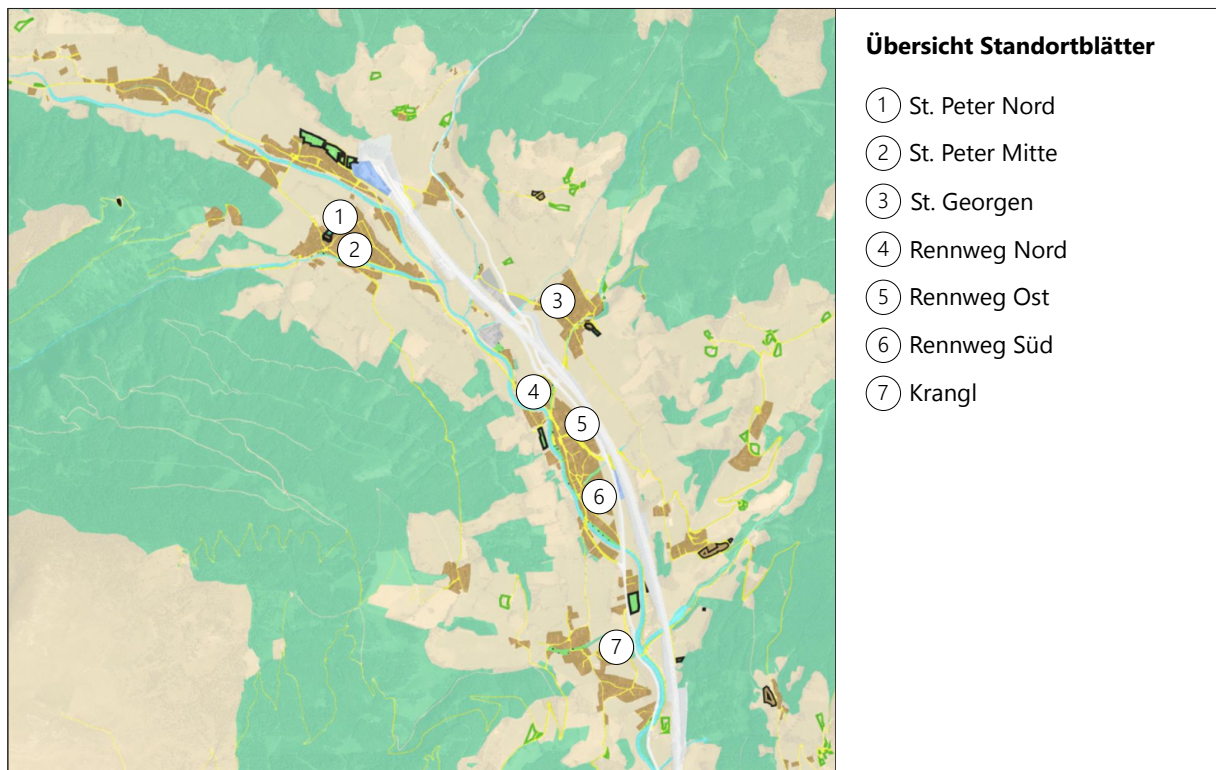 Übersicht Standortblätter
1 St. Peter Nord
2 St. Peter Mitte
3 St. Georgen
4 Rennweg Nord
5 Rennweg Ost
6 Rennweg Süd
7 Krangl
1
2
3
4
5
6
7